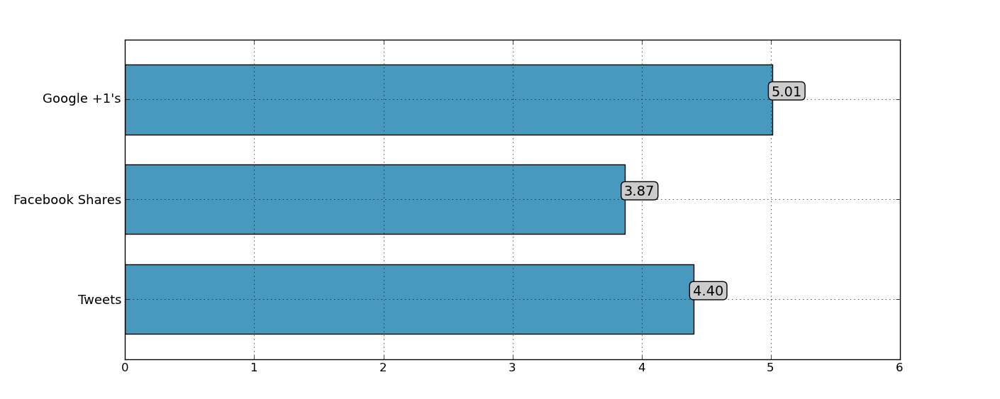 Google +1's
5.01
Facebook Shares
3.87
Tweets
4.40
0 1 2 3 4 5 6